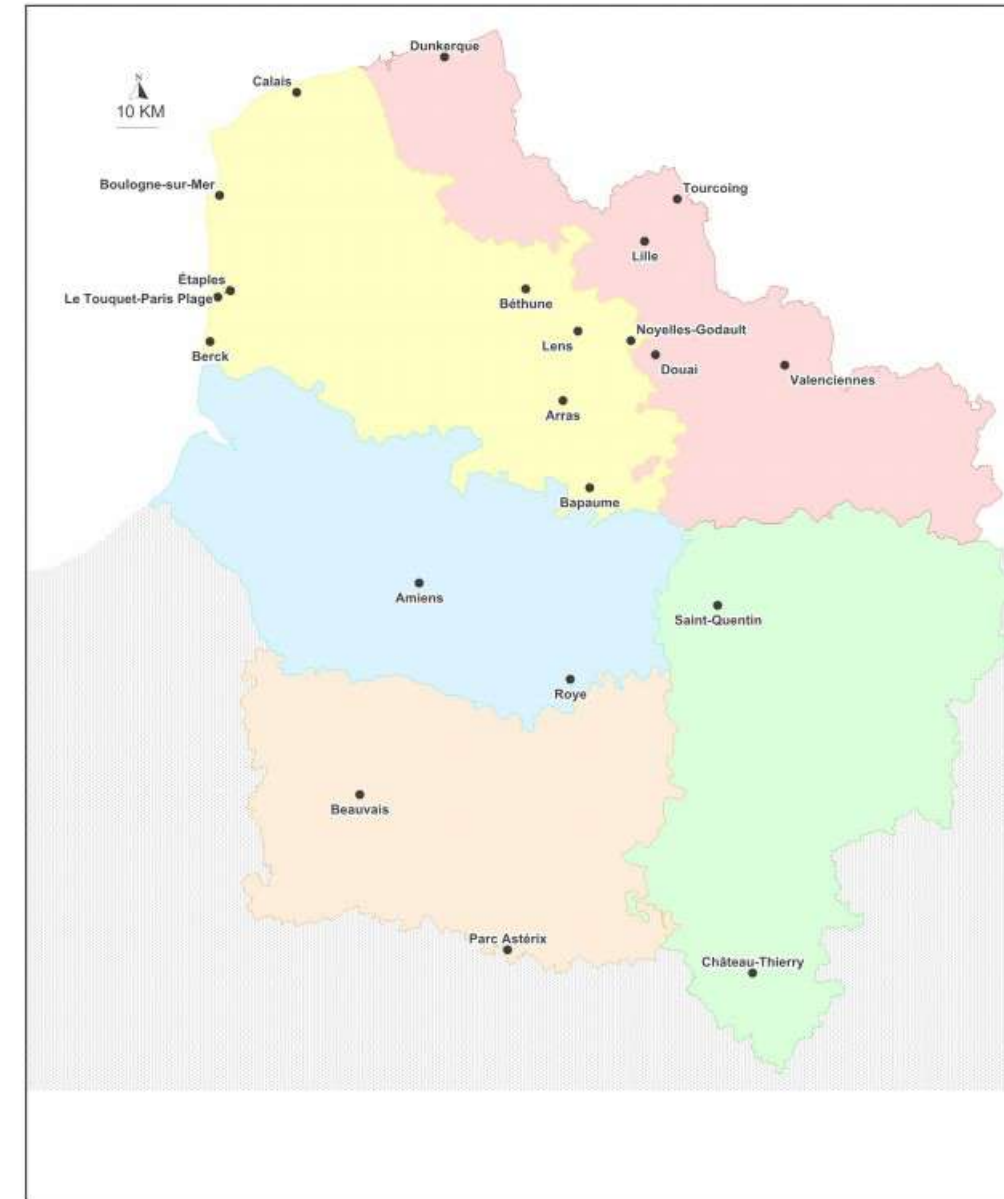 Dunkerque
N
Calais
10 KM
Boulogne-sur-Mer
Tourcoing
Lille
Étaples
Le Touquet-Paris Plage
Béthune
Noyelles-Godault
Lens
Berck
Douai
Valenciennes
Arras
Bapaume
Amiens
Saint-Quentin
Roye
Beauvais
Parc Astérix
Château-Thierry